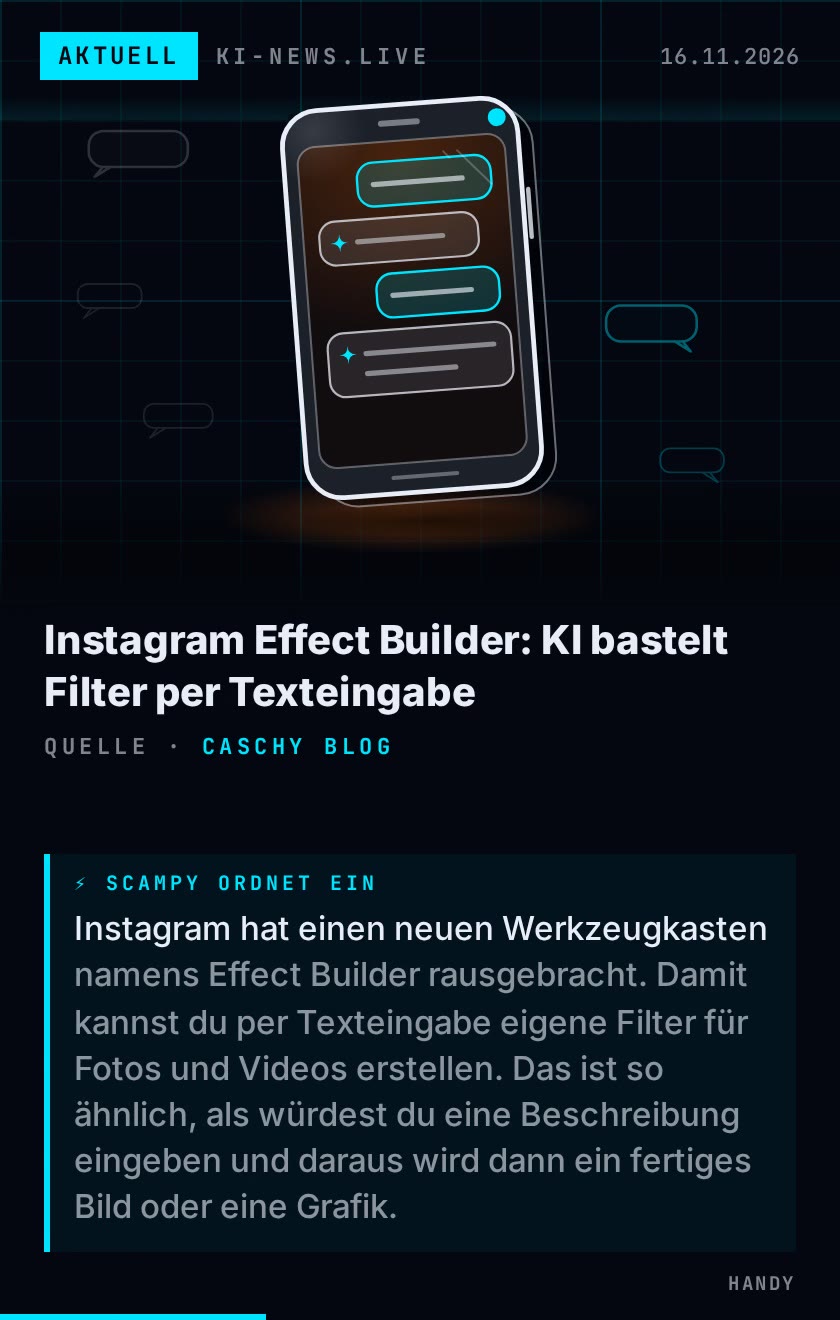 AKTUELL KI-NEWS.LIVE 16.11.2026
Instagram Effect Builder: KI bastelt
Filter per Texteingabe
QUELLE · CASCHY BLOG
⚡ SCAMPY ORDNET EIN
Instagram hat einen neuen Werkzeugkasten
namens Effect Builder rausgebracht. Damit
kannst du per Texteingabe eigene Filter für
Fotos und Videos erstellen. Das ist so
ähnlich, als würdest du eine Beschreibung
eingeben und daraus wird dann ein fertiges
Bild oder eine Grafik.
HANDY